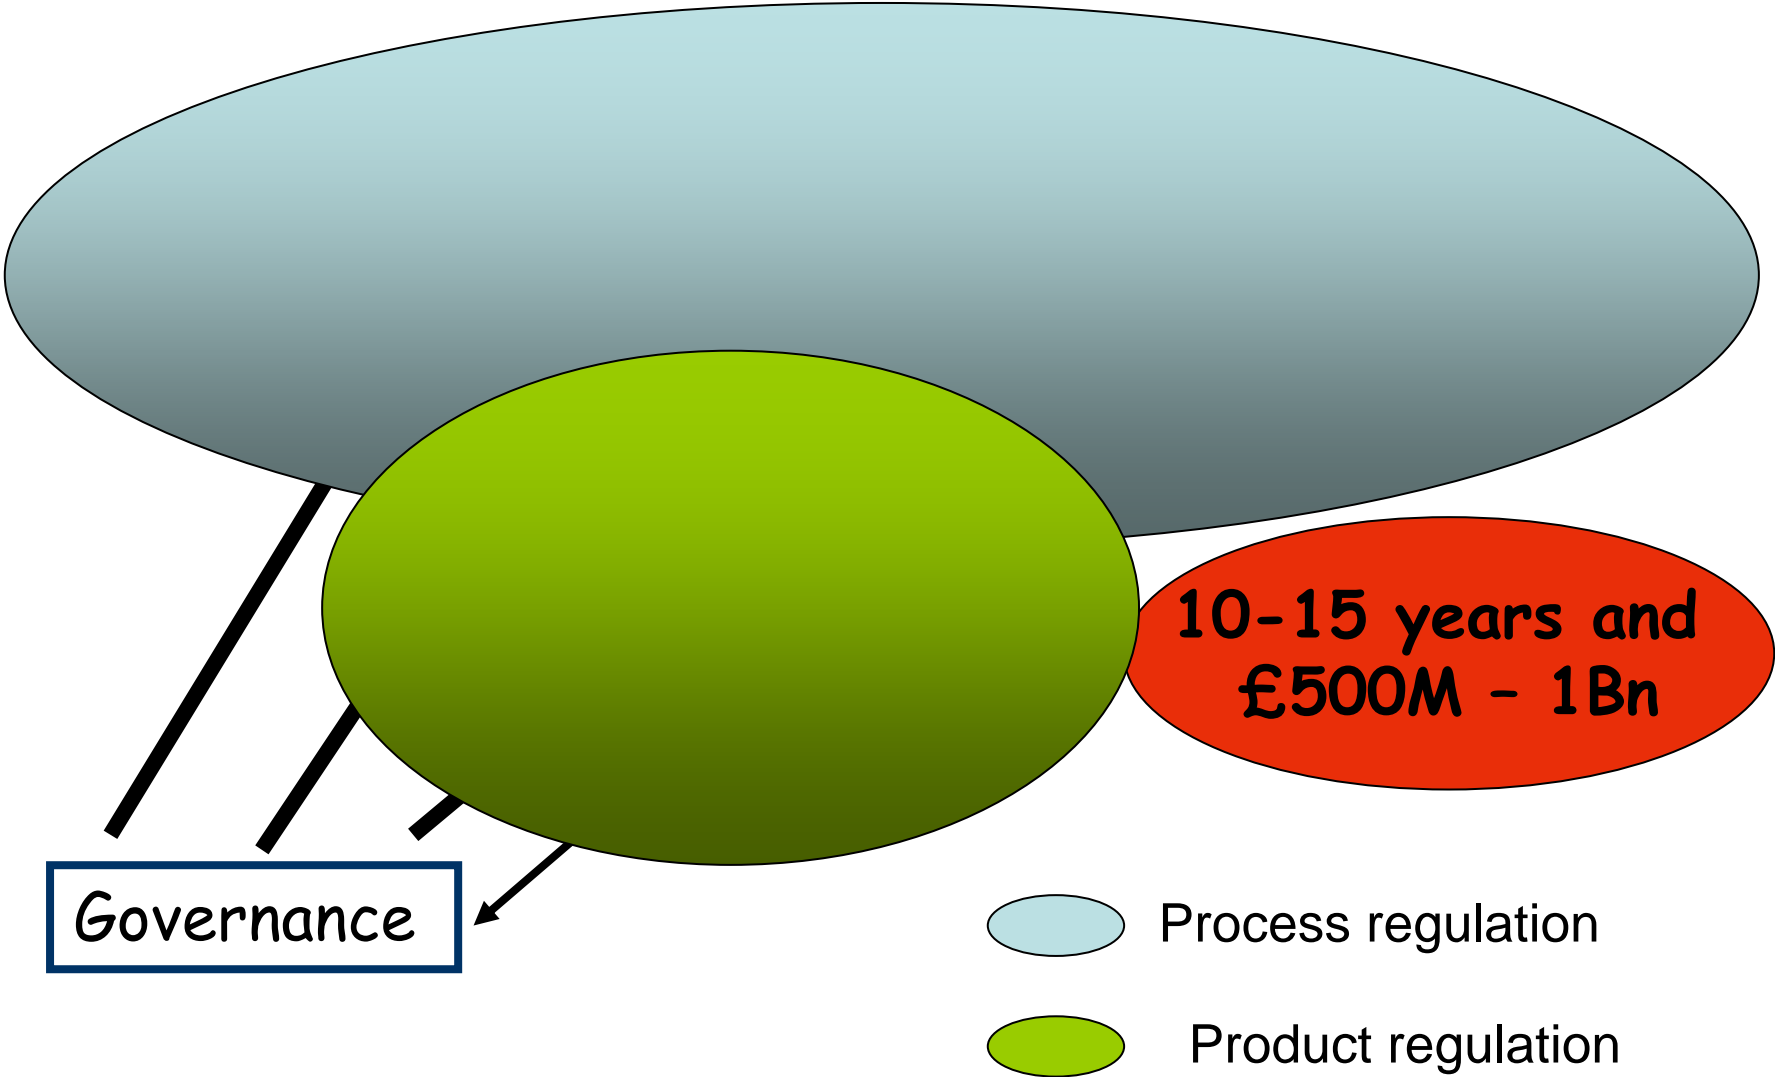 10-15 years and
£500M - 1Bn
Governance
Process regulation
Product regulation